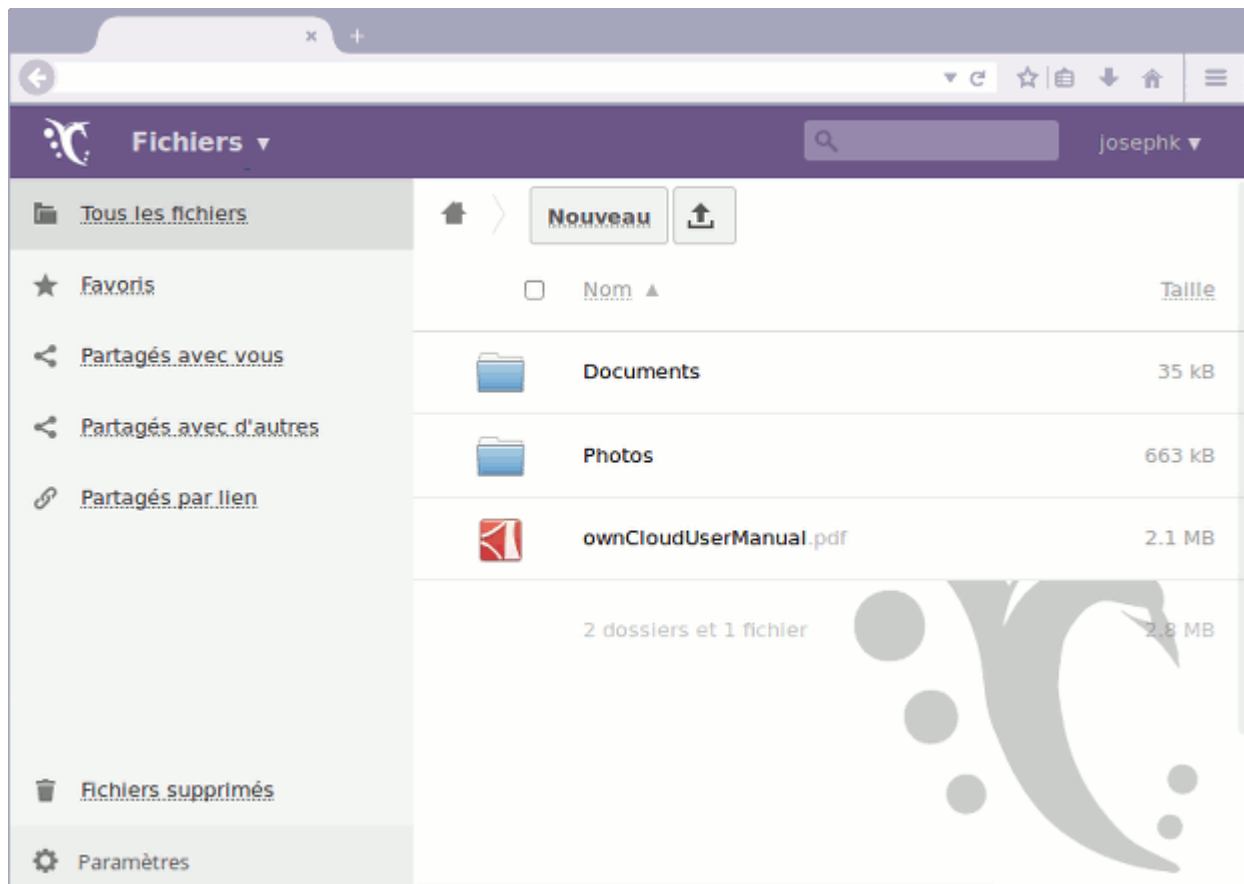 Fichiers ▼
josephk ▼
Tous les fichiers
Nouveau
Favoris
Nom ▲ Taille
Partagés avec vous
Documents 35 kB
Partagés avec d'autres
Photos 663 kB
Partagés par lien
ownCloudUserManual.pdf 2.1 MB
2 dossiers et 1 fichier 2.8 MB
Fichiers supprimés
Paramètres